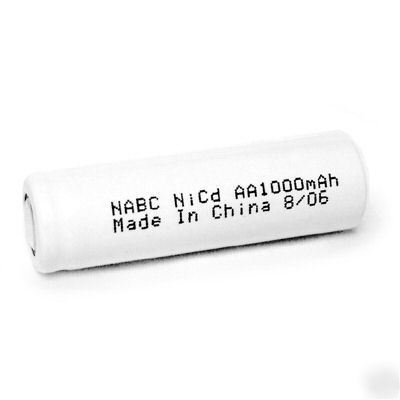 NABC NiCd AA1000mAh
Made In China 8/06